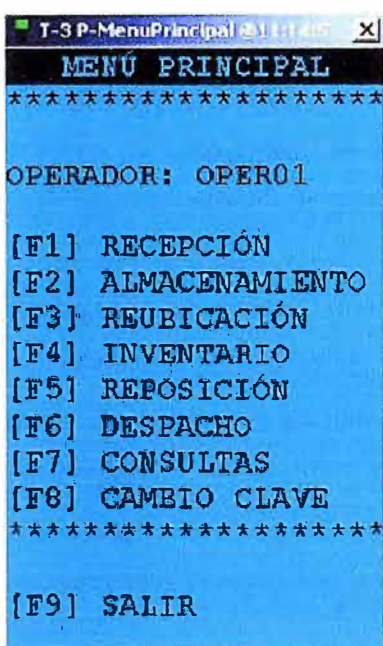 T-3 P-MenuPrincipal
MENÚ PRINCIPAL
********************
OPERADOR: OPER01
[F1] RECEPCIÓN
[F2] ALMACENAMIENTO
[F3] REUBICACIÓN
[F4] INVENTARIO
[F5] REPOSICIÓN
[F6] DESPACHO
[F7] CONSULTAS
[F8] CAMBIO CLAVE
********************
[F9] SALIR